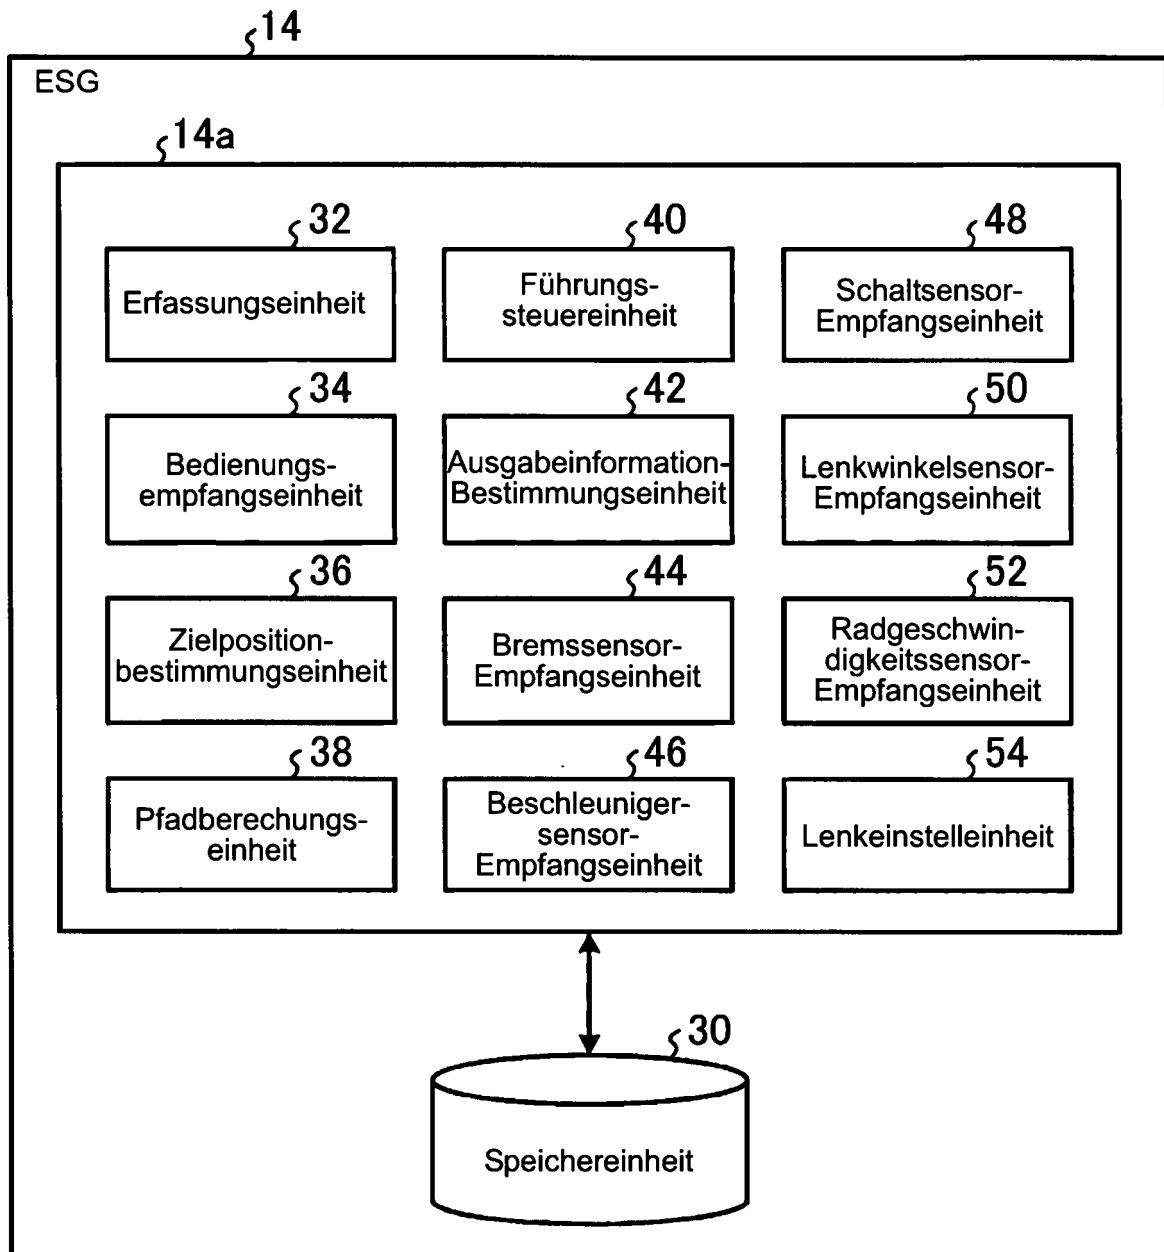 14
ESG
14a
32
Erfassungseinheit
40
Führungs-
steuereinheit
48
Schaltsensor-
Empfangseinheit
34
Bedienungs-
empfangseinheit
42
Ausgabeinformation-
Bestimmungseinheit
50
Lenkwinkelsensor-
Empfangseinheit
36
Zielposition-
bestimmungseinheit
44
Bremssensor-
Empfangseinheit
52
Radgeschwin-
digkeitssensor-
Empfangseinheit
38
Pfadberechungs-
einheit
46
Beschleuniger-
sensor-
Empfangseinheit
54
Lenkeinstelleinheit
30
Speichereinheit